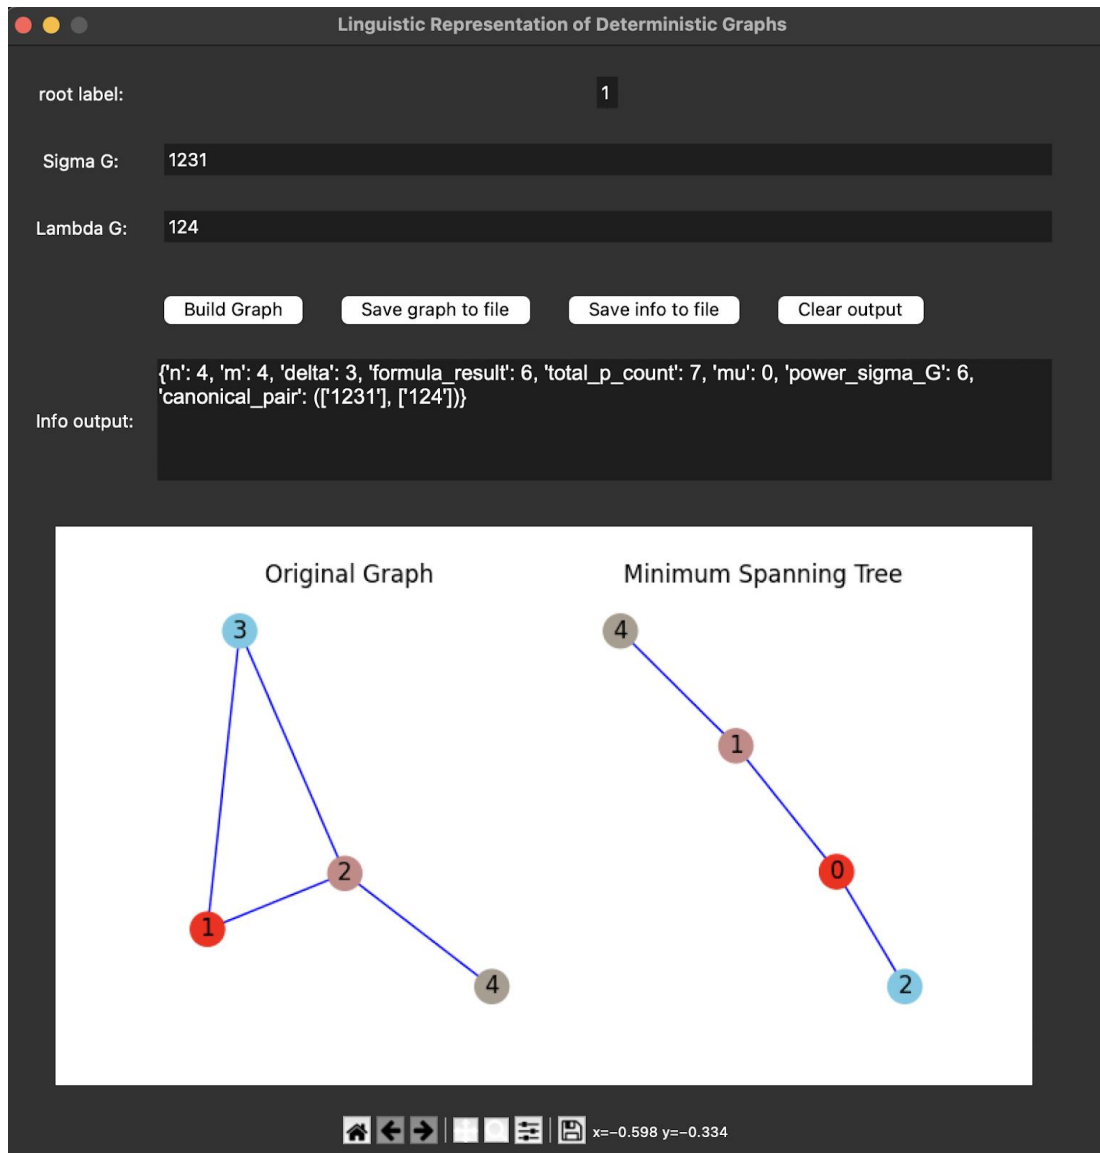 Linguistic Representation of Deterministic Graphs
root label:
1
Sigma G:
1231
Lambda G:
124
Build Graph
Save graph to file
Save info to file
Clear output
Info output:
{'n': 4, 'm': 4, 'delta': 3, 'formula_result': 6, 'total_p_count': 7, 'mu': 0, 'power_sigma_G': 6,
'canonical_pair': (['1231'], ['124'])}
Original Graph
Minimum Spanning Tree
3
4
1
2
0
1
4
2
x=−0.598 y=−0.334